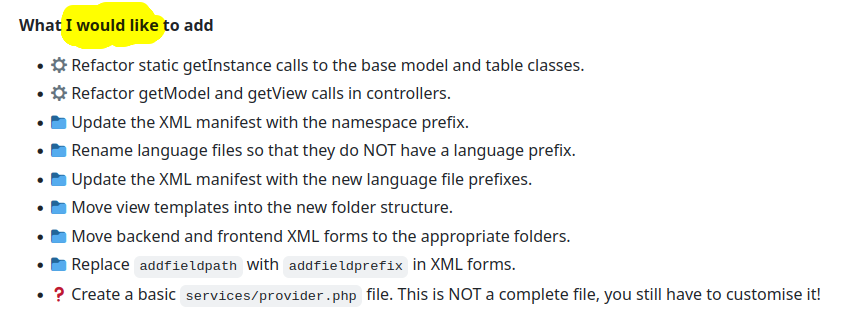 What I would like to add
Refactor static getInstance calls to the base model and table classes.
Refactor getModel and getView calls in controllers.
Update the XML manifest with the namespace prefix.
Rename language files so that they do NOT have a language prefix.
Update the XML manifest with the new language file prefixes.
Move view templates into the new folder structure.
Move backend and frontend XML forms to the appropriate folders.
Replace addfieldpath with addfieldprefix in XML forms.
Create a basic services/provider.php file. This is NOT a complete file, you still have to customise it!